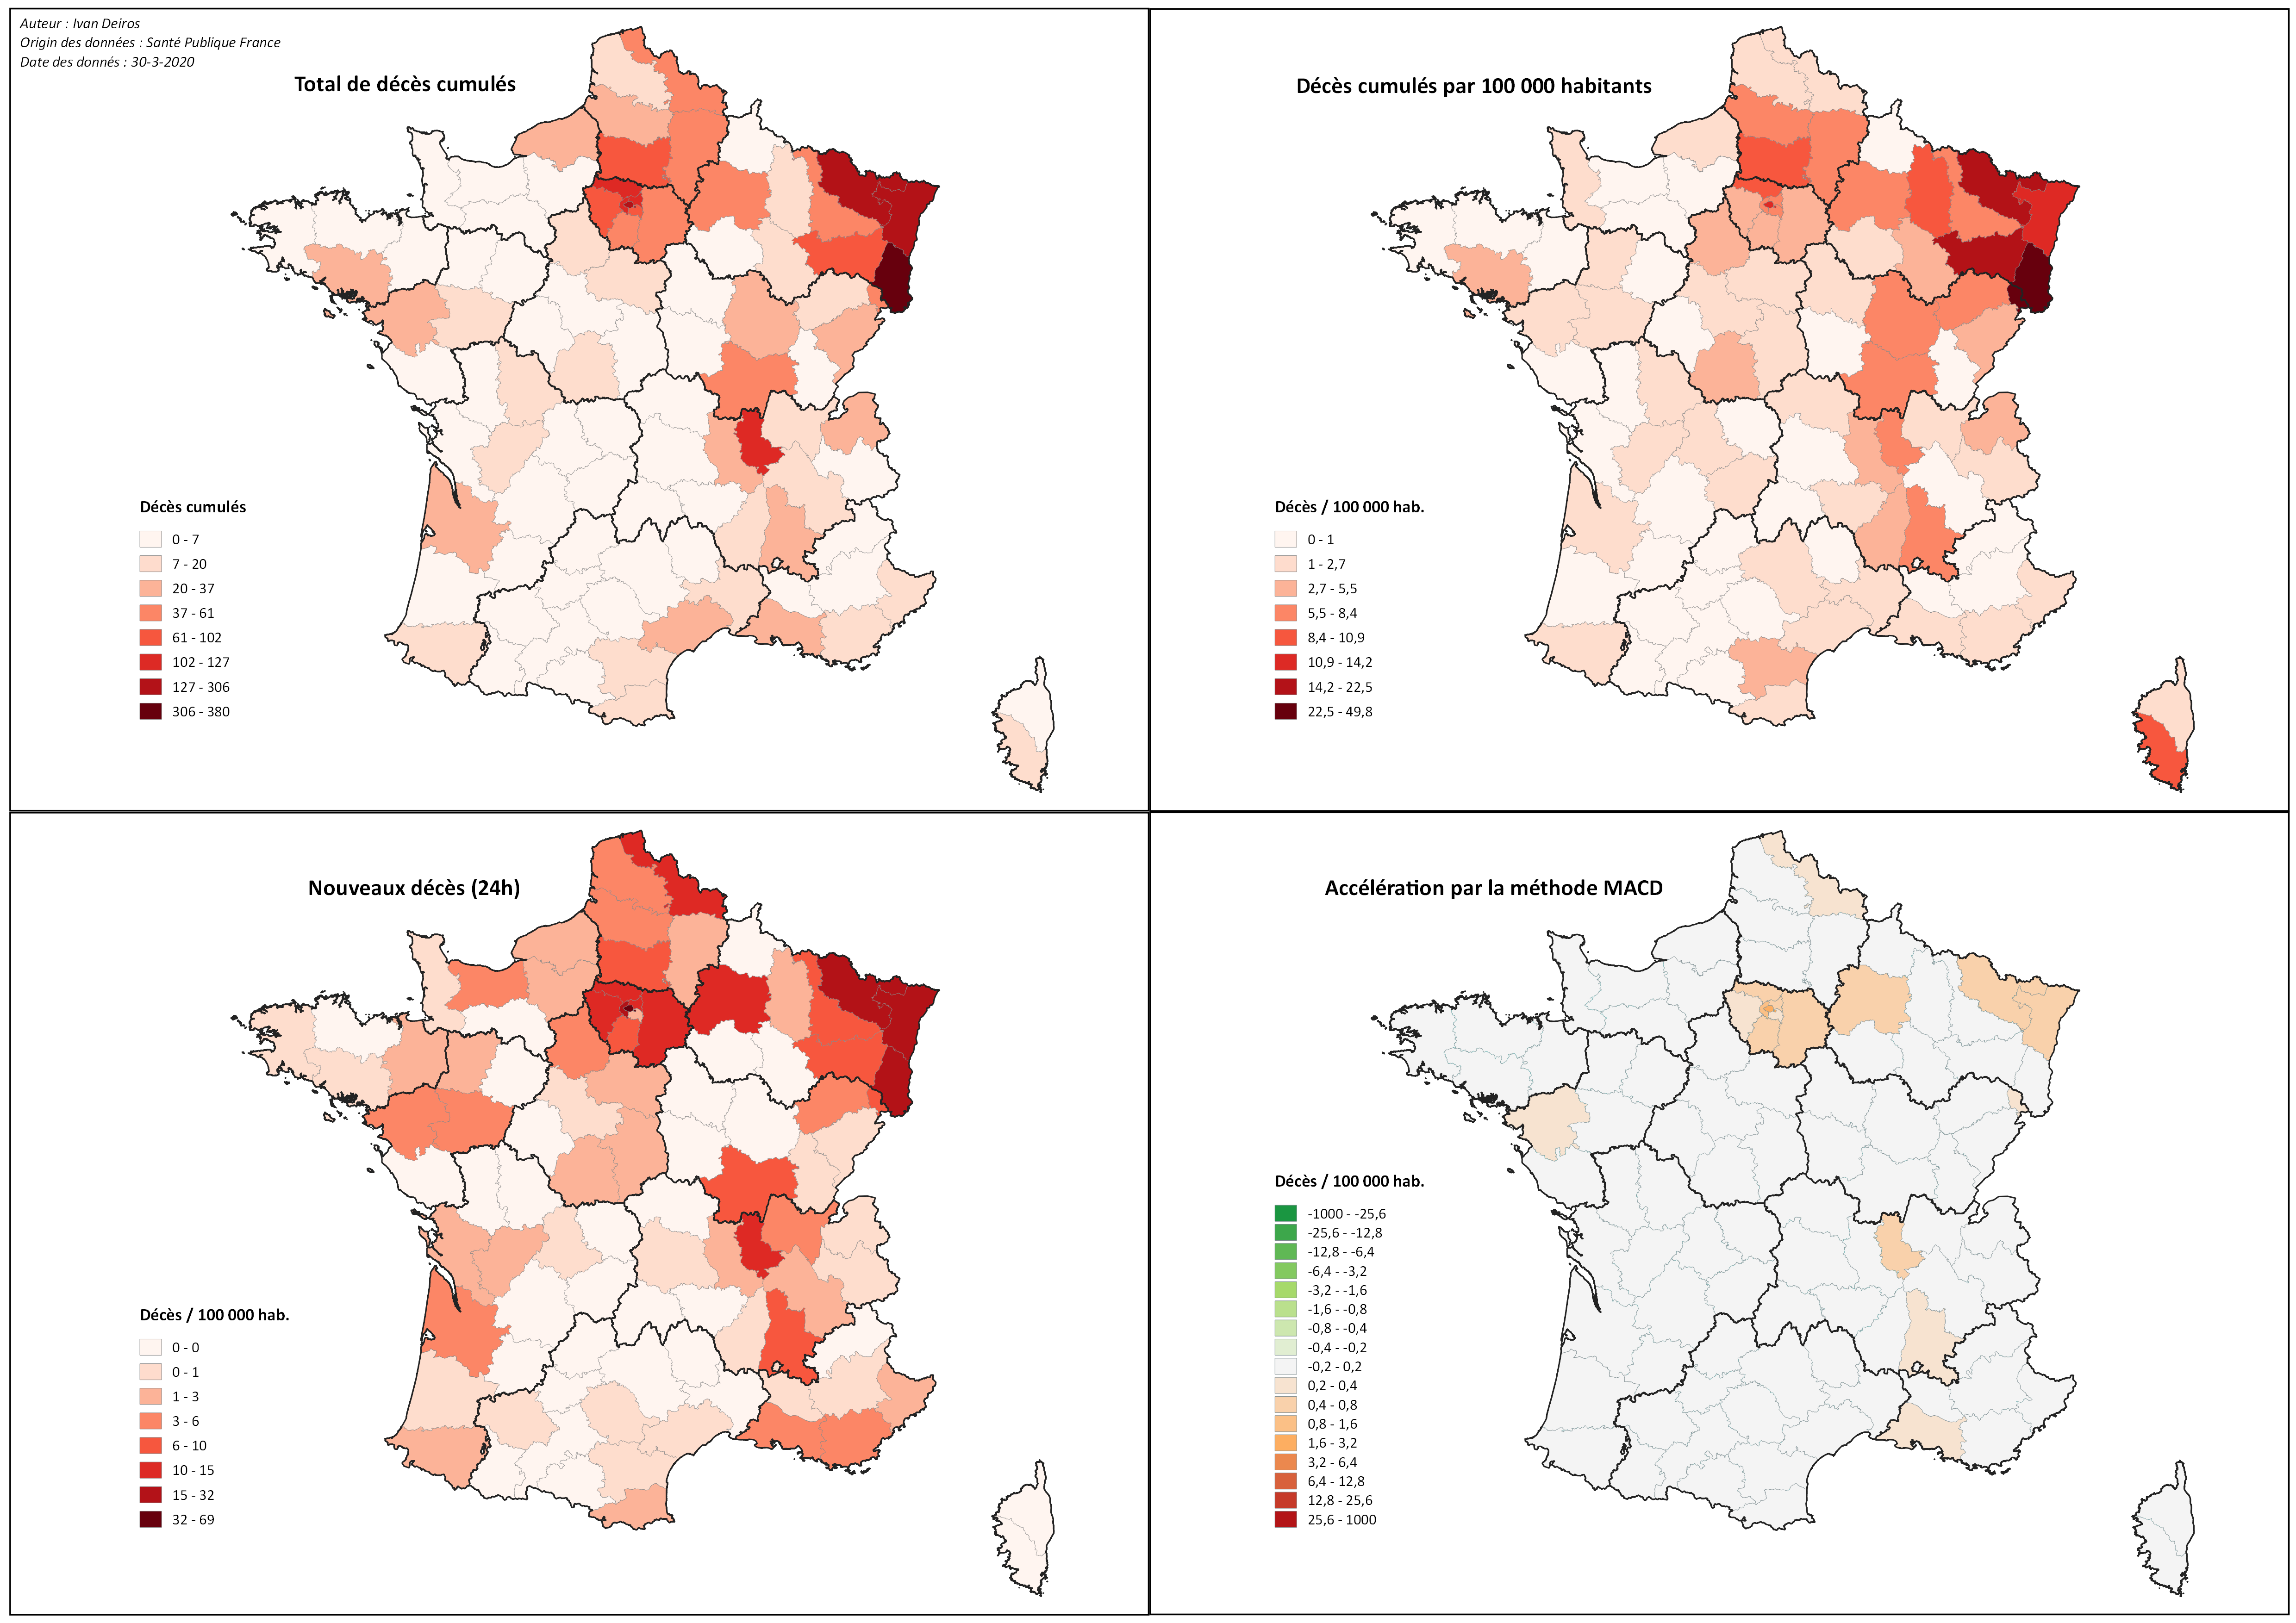 Auteur : Ivan Deiros
Origin des données : Santé Publique France
Date des donnés : 30-3-2020
Total de décès cumulés
Décès cumulés
0 - 7
7 - 20
20 - 37
37 - 61
61 - 102
102 - 127
127 - 306
306 - 380
Décès cumulés par 100 000 habitants
Décès / 100 000 hab.
0 - 1
1 - 2,7
2,7 - 5,5
5,5 - 8,4
8,4 - 10,9
10,9 - 14,2
14,2 - 22,5
22,5 - 49,8
Nouveaux décès (24h)
Décès / 100 000 hab.
0 - 0
0 - 1
1 - 3
3 - 6
6 - 10
10 - 15
15 - 32
32 - 69
Accélération par la méthode MACD
Décès / 100 000 hab.
-1000 - -25,6
-25,6 - -12,8
-12,8 - -6,4
-6,4 - -3,2
-3,2 - -1,6
-1,6 - -0,8
-0,8 - -0,4
-0,4 - -0,2
-0,2 - 0,2
0,2 - 0,4
0,4 - 0,8
0,8 - 1,6
1,6 - 3,2
3,2 - 6,4
6,4 - 12,8
12,8 - 25,6
25,6 - 1000